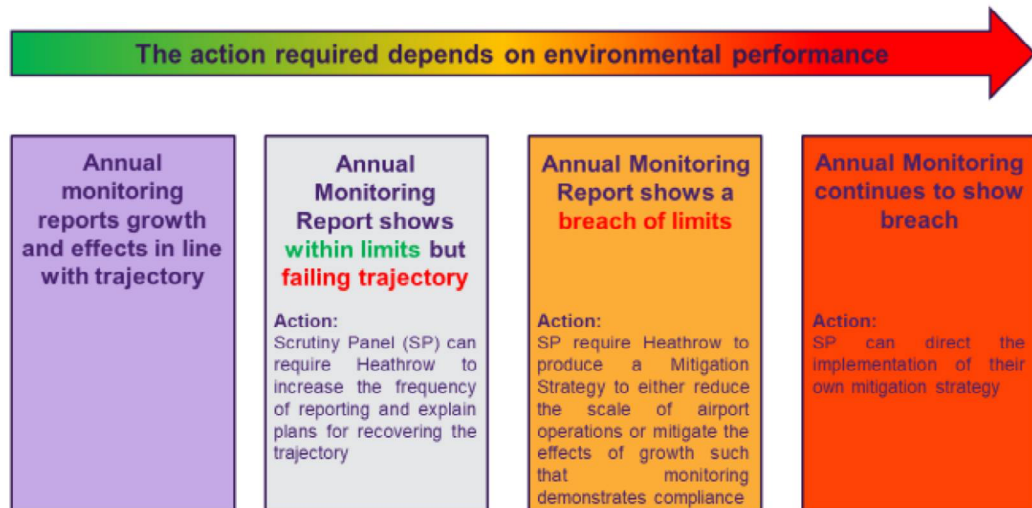 The action required depends on environmental performance
Annual
monitoring
reports growth
and effects in line
with trajectory
Annual
Monitoring
Report shows
within limits but
failing trajectory
Action:
Scrutiny Panel (SP) can
require Heathrow to
increase the frequency
of reporting and explain
plans for recovering the
trajectory
Annual Monitoring
Report shows a
breach of limits
Action:
SP require Heathrow to
produce a Mitigation
Strategy to either reduce
the scale of airport
operations or mitigate the
effects of growth such
that monitoring
demonstrates compliance
Annual Monitoring
continues to show
breach
Action:
SP can direct the
implementation of their
own mitigation strategy